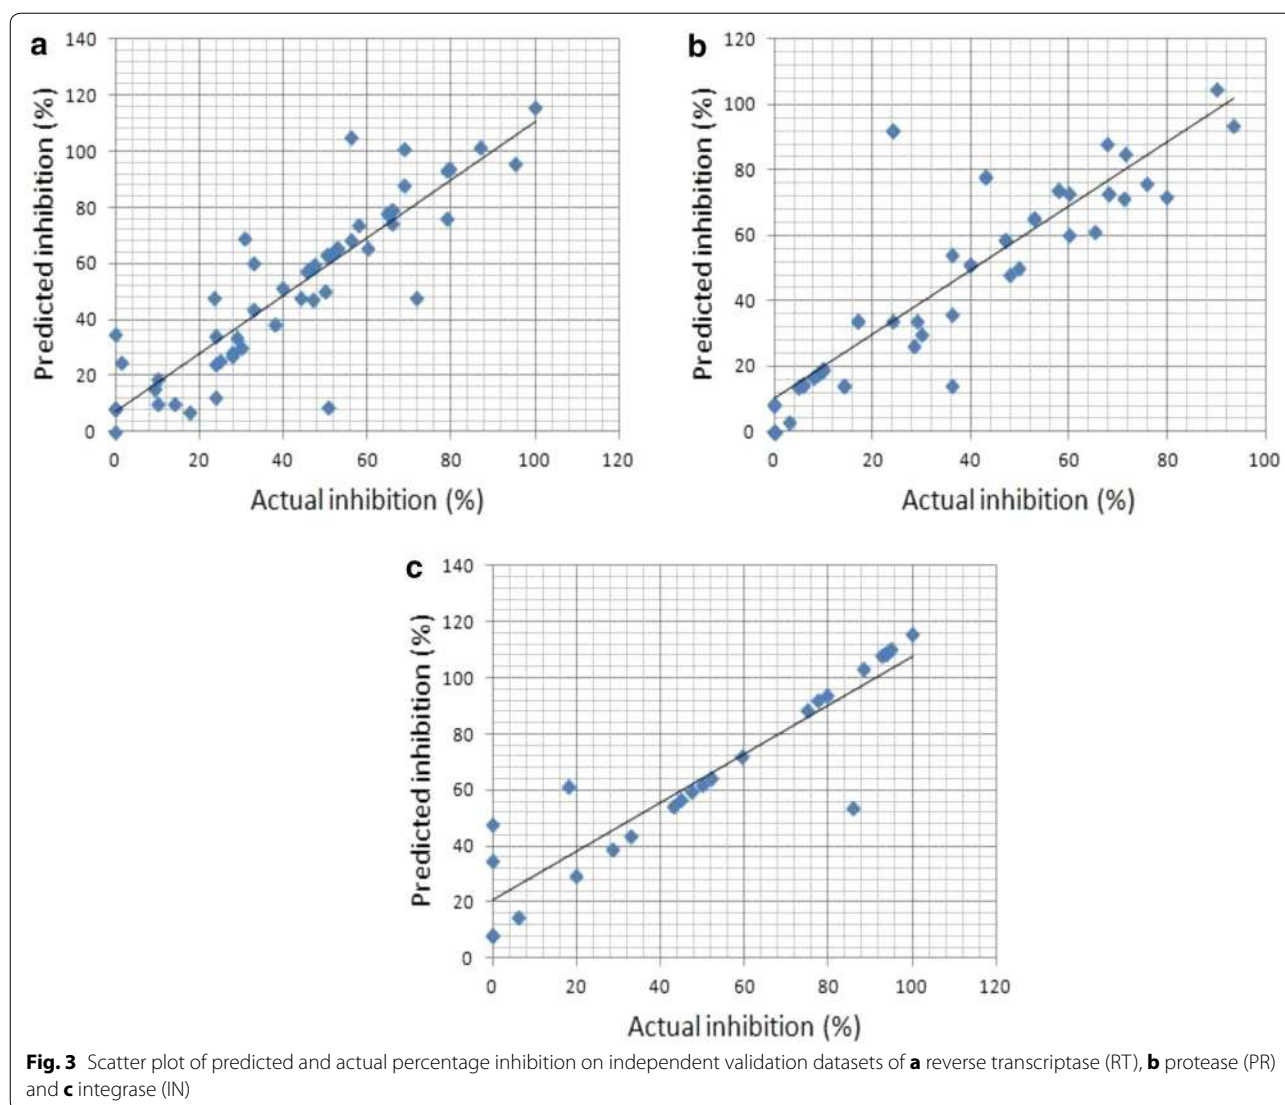 a
140
120
100
80
60
40
20
0
Predicted inhibition (%)
0 20 40 60 80 100 120
Actual inhibition (%)
b
120
100
80
60
40
20
0
Predicted inhibition (%)
0 20 40 60 80 100
Actual inhibition (%)
c
140
120
100
80
60
40
20
0
Predicted inhibition (%)
0 20 40 60 80 100 120
Actual inhibition (%)
Fig. 3 Scatter plot of predicted and actual percentage inhibition on independent validation datasets of a reverse transcriptase (RT), b protease (PR)
and c integrase (IN)